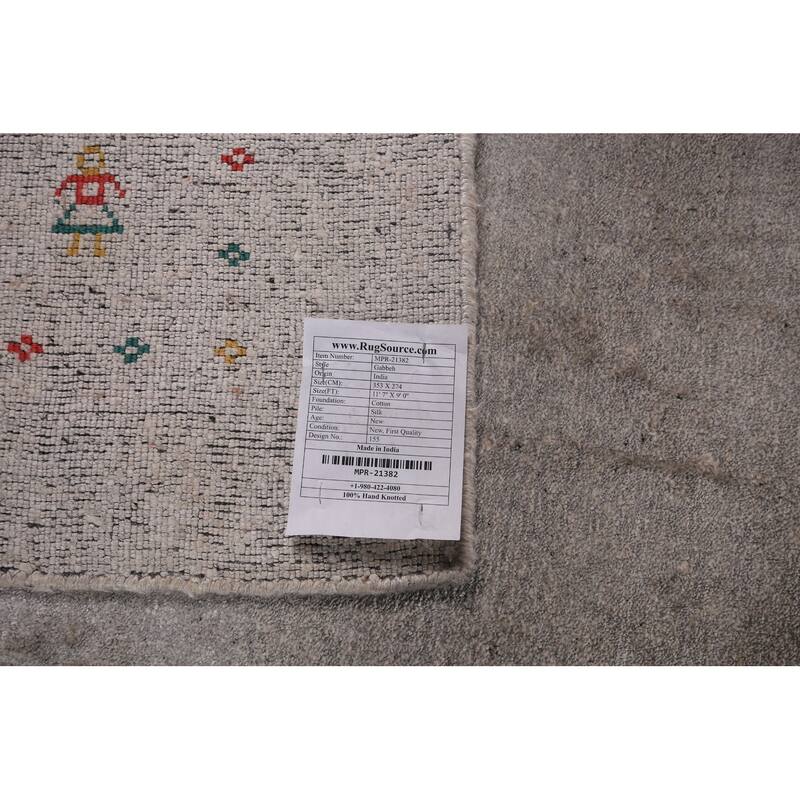 www.RugSource.com
Item Number: MPR-21382
Style Gabbeh
Origin India
Size(CM): 353 X 274
Size(FT): 11' 7" X 9' 0"
Foundation: Cotton
Pile: Silk
Age: New
Condition: New, First Quality
Design No.: 155
Made in India
MPR-21382
+1-980-422-4080
100% Hand Knotted